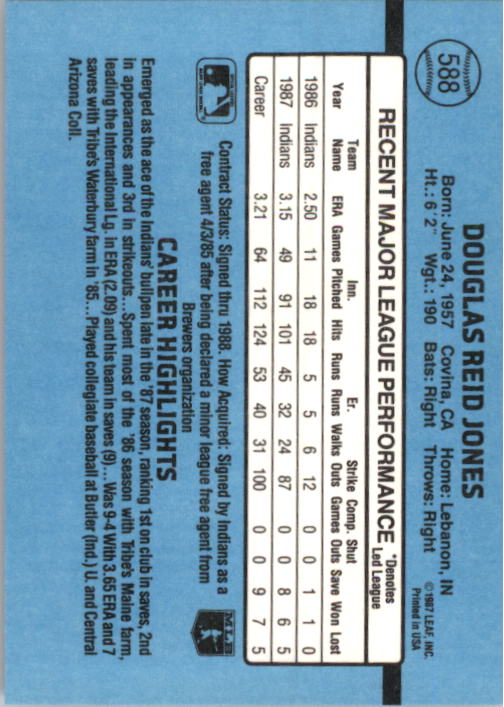 588
DOUGLAS REID JONES
Born: June 24, 1957 Covina, CA Home: Lebanon, IN
Ht.: 6' 2" Wgt.: 190 Bats: Right Throws: Right
©1987 LEAF, INC.
Printed in USA
RECENT MAJOR LEAGUE PERFORMANCE *Denotes Led League
Team Inn. Er. Strike Comp. Shut
Year Name ERA Games Pitched Hits Runs Runs Walks Outs Games Outs Save Won Lost
1986 Indians 2.50 11 18 18 5 5 6 12 0 0 1 1 0
1987 Indians 3.15 49 91 101 45 32 24 87 0 0 8 6 5
Career 3.21 64 112 124 53 40 31 100 0 0 9 7 5
Contract Status: Signed thru 1988. How Acquired: Signed by Indians as a
free agent 4/3/85 after being declared a minor league free agent from
Brewers organization
MLB
CAREER HIGHLIGHTS
Emerged as the ace of the Indians' bullpen late in the '87 season, ranking 1st on club in saves, 2nd
in appearances and 3rd in strikeouts...Spent most of the '86 season with Tribe's Maine farm,
leading the International Lg. in ERA (2.09) and his team in saves (9)...Was 9-4 With 3.65 ERA and 7
saves with Tribe's Waterbury farm in '85...Played collegiate baseball at Butler (Ind.) U. and Central
Arizona Coll.